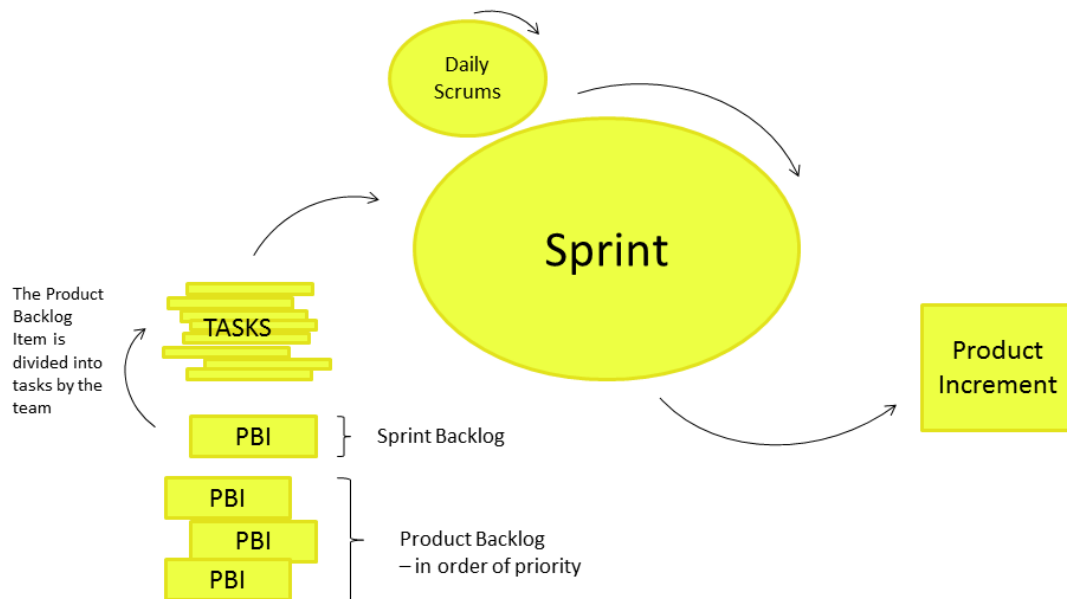 Daily
Scrums
Sprint
The Product
Backlog
Item is
divided into
tasks by the
team
TASKS
Product
Increment
PBI
Sprint Backlog
PBI
PBI
PBI
Product Backlog
– in order of priority